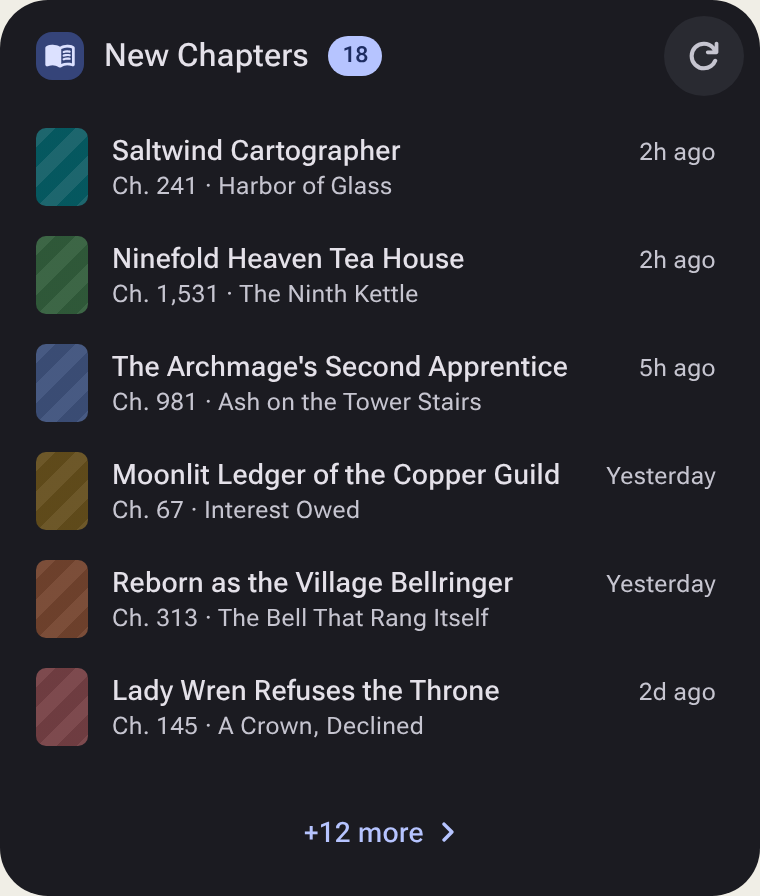 New Chapters 18
Saltwind Cartographer 2h ago
Ch. 241 · Harbor of Glass
Ninefold Heaven Tea House 2h ago
Ch. 1,531 · The Ninth Kettle
The Archmage's Second Apprentice 5h ago
Ch. 981 · Ash on the Tower Stairs
Moonlit Ledger of the Copper Guild Yesterday
Ch. 67 · Interest Owed
Reborn as the Village Bellringer Yesterday
Ch. 313 · The Bell That Rang Itself
Lady Wren Refuses the Throne 2d ago
Ch. 145 · A Crown, Declined
+12 more